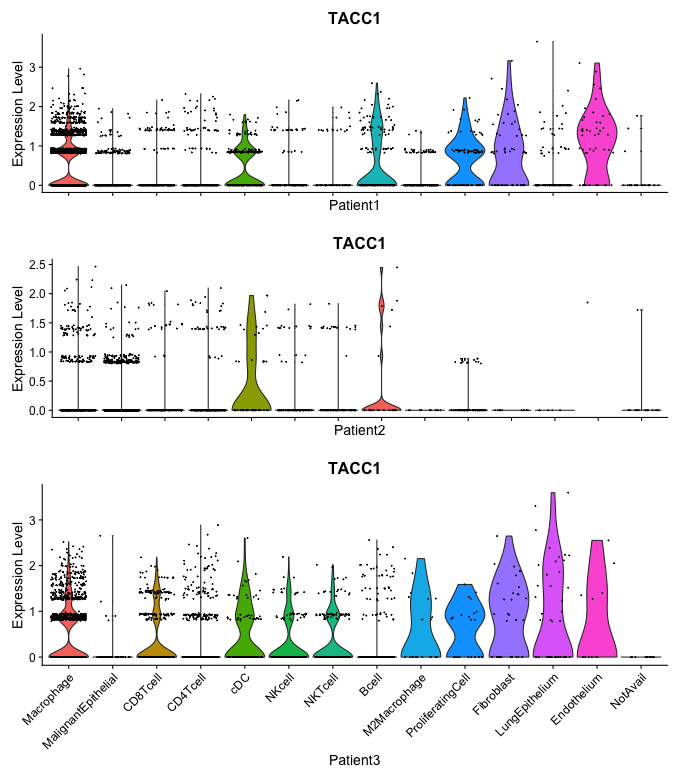 TACC1
Expression Level
3
2
1
0
Patient1
TACC1
Expression Level
2.5
2.0
1.5
1.0
0.5
0.0
Patient2
TACC1
Expression Level
3
2
1
0
Macrophage
MalignantEpithelial
CD8Tcell
CD4Tcell
cDC
NKcell
NKTcell
Bcell
M2Macrophage
ProliferatingCell
Fibroblast
LungEpithelium
Endothelium
NotAvail
Patient3